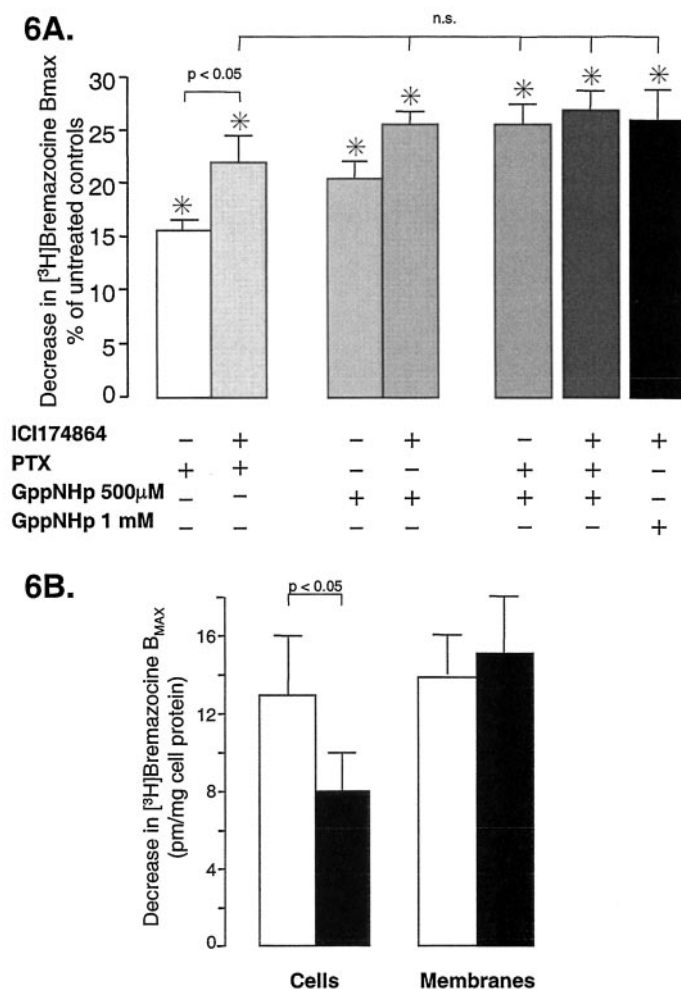 6A.
n.s.
p < 0.05
30
25
20
15
10
5
0
Decrease in [³H]Bremazocine Bmax
% of untreated controls
✳ ✳ ✳ ✳ ✳ ✳ ✳
ICI174864 − + − + − + +
PTX + + − − + + −
GppNHp 500µM − − + + + + −
GppNHp 1 mM − − − − − − +
6B.
p < 0.05
16
12
8
4
0
Decrease in [³H]Bremazocine B_MAX
(pm/mg cell protein)
Cells Membranes